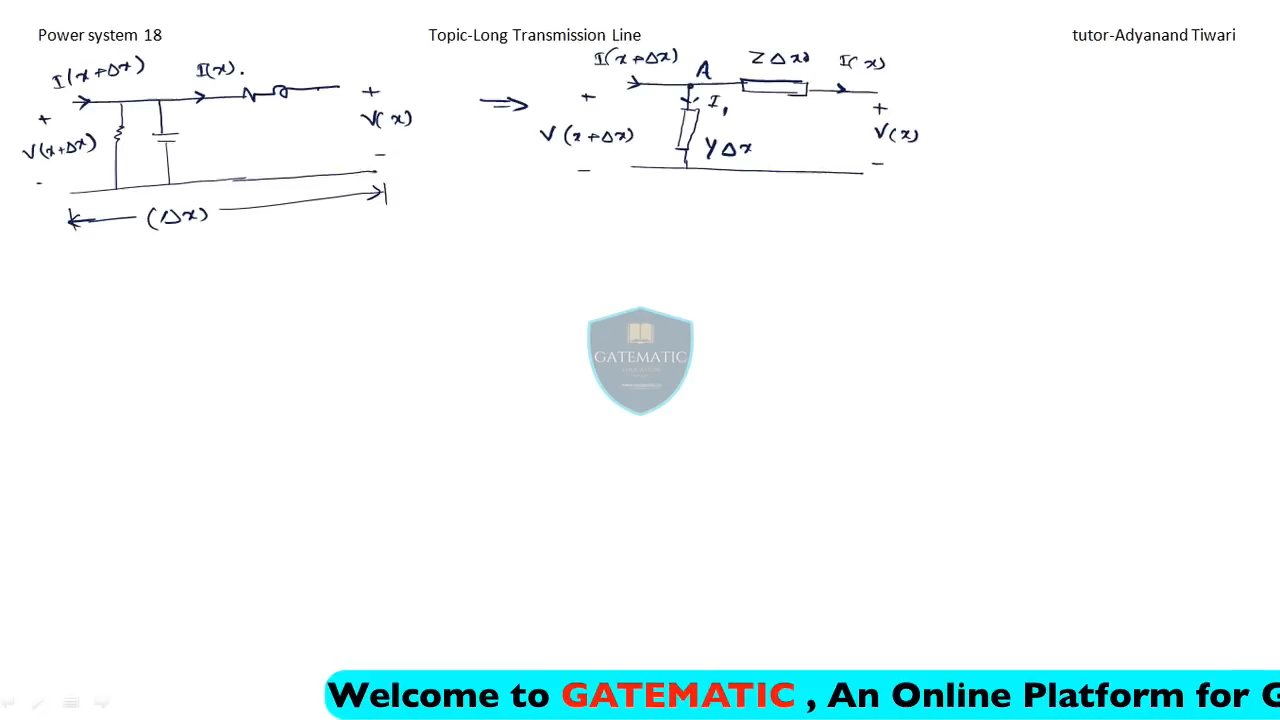 Power system 18
Topic-Long Transmission Line
tutor-Adyanand Tiwari
I(x+Δx)
I(x).
+
V(x+Δx)
-
+
V(x)
-
(Δx)
⇒
I(x+Δx)
A
ZΔx
I(x)
+
V(x+Δx)
-
I₁
YΔx
+
V(x)
-
GATEMATIC
Welcome to GATEMATIC , An Online Platform for G